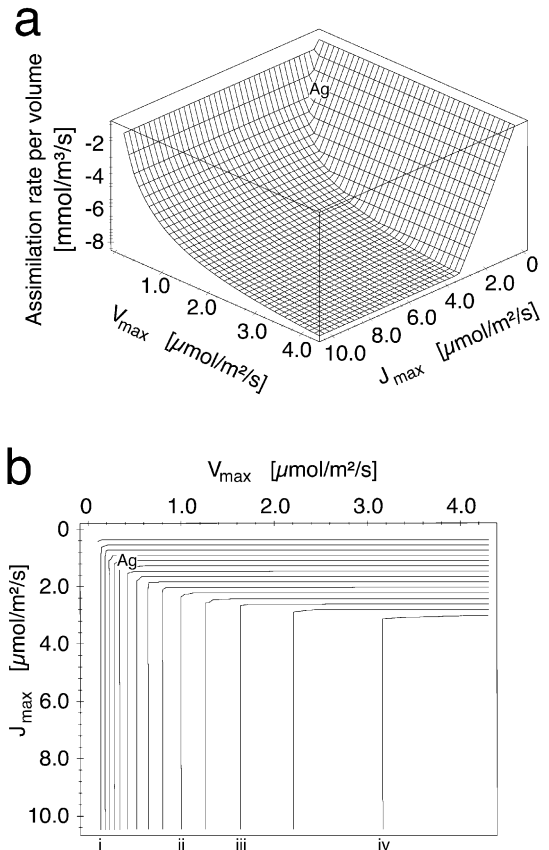 a
Assimilation rate per volume
[mmol/m³/s]
-2
-4
-6
-8
Ag
1.0
2.0
3.0
4.0
Vmax [µmol/m²/s]
10.0
8.0
6.0
4.0
2.0
0
Jmax [µmol/m²/s]
b
Vmax [µmol/m²/s]
0 1.0 2.0 3.0 4.0
0
2.0
4.0
6.0
8.0
10.0
Jmax [µmol/m²/s]
Ag
i ii iii iv